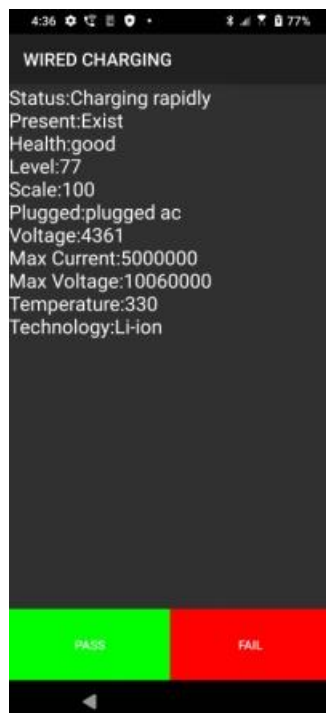 4:36 77%
WIRED CHARGING
Status:Charging rapidly
Present:Exist
Health:good
Level:77
Scale:100
Plugged:plugged ac
Voltage:4361
Max Current:5000000
Max Voltage:10060000
Temperature:330
Technology:Li-ion
PASS FAIL